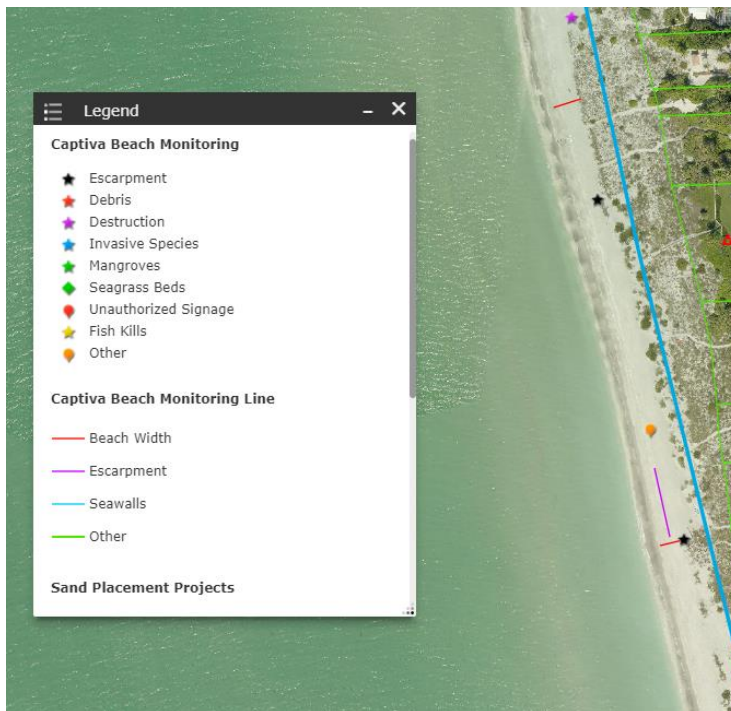 Legend
Captiva Beach Monitoring
Escarpment
Debris
Destruction
Invasive Species
Mangroves
Seagrass Beds
Unauthorized Signage
Fish Kills
Other
Captiva Beach Monitoring Line
Beach Width
Escarpment
Seawalls
Other
Sand Placement Projects